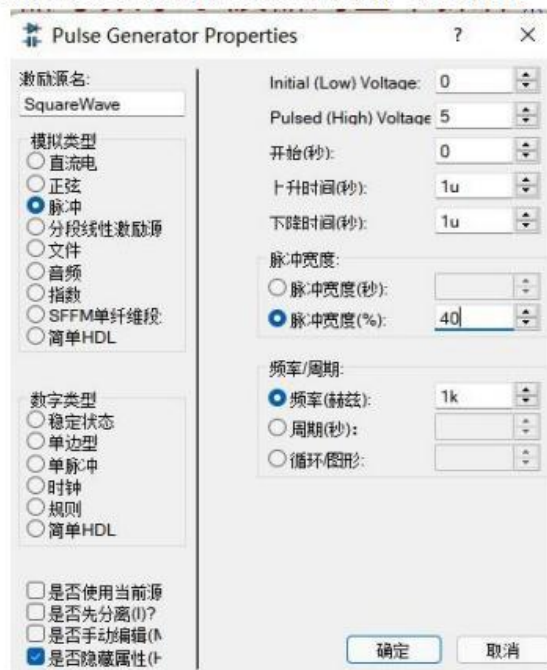 Pulse Generator Properties ? ×
激励源名:
SquareWave
模拟类型
直流电
正弦
脉冲
分段线性激励源
文件
音频
指数
SFFM单纤维段:
简单HDL
数字类型
稳定状态
单边型
单脉冲
时钟
规则
简单HDL
是否使用当前源
是否先分离(I)?
是否手动编辑(M
是否隐藏属性(H
Initial (Low) Voltage: 0
Pulsed (High) Voltage 5
开始(秒): 0
上升时间(秒): 1u
下降时间(秒): 1u
脉冲宽度:
脉冲宽度(秒):
脉冲宽度(%): 40
频率/周期:
频率(赫兹): 1k
周期(秒):
循环/图形:
确定 取消